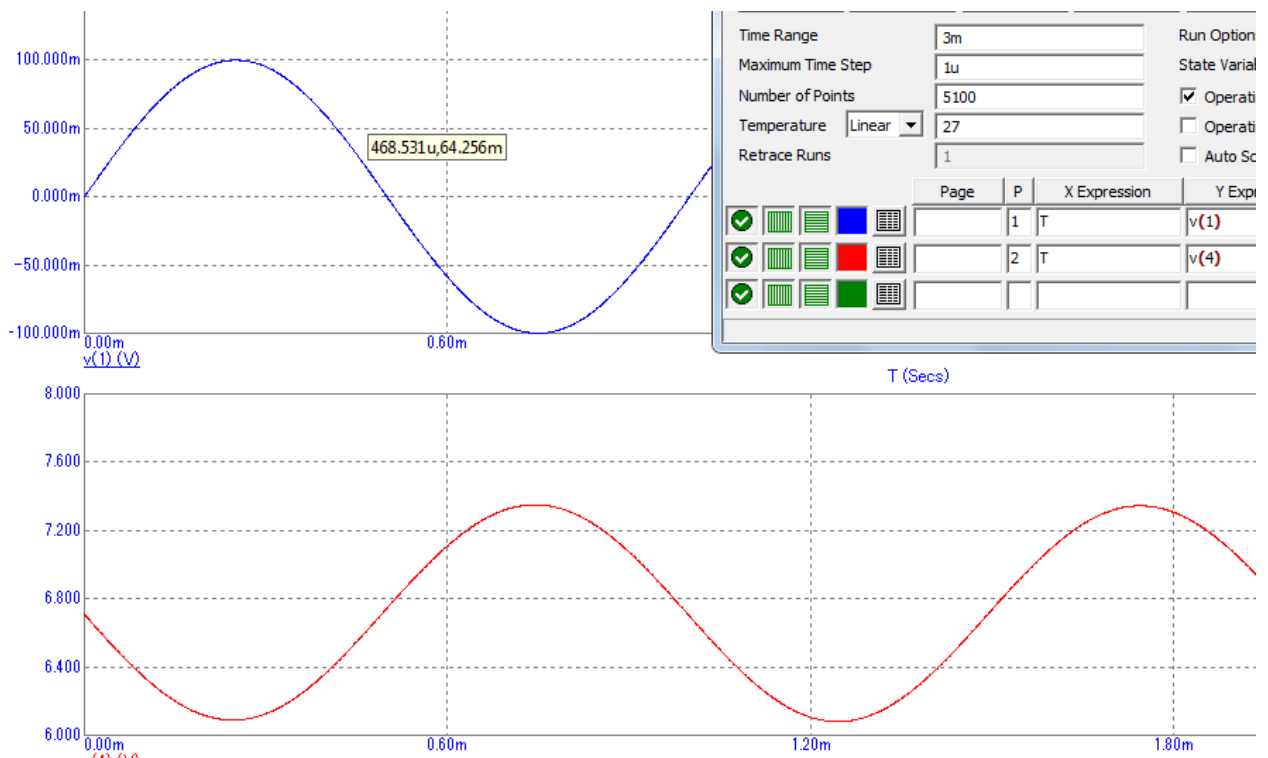 Time Range 3m Run Option
100.000m
Maximum Time Step 1u State Varial
Number of Points 5100 Operati
50.000m
Temperature Linear 27 Operati
468.531u,64.256m
Retrace Runs 1 Auto Sc
0.000m
Page P X Expression Y Expr
1 T v(1)
-50.000m
2 T v(4)
-100.000m
0.00m 0.60m
v(1) (V)
T (Secs)
8.000
7.600
7.200
6.800
6.400
6.000
0.00m 0.60m 1.20m 1.80m